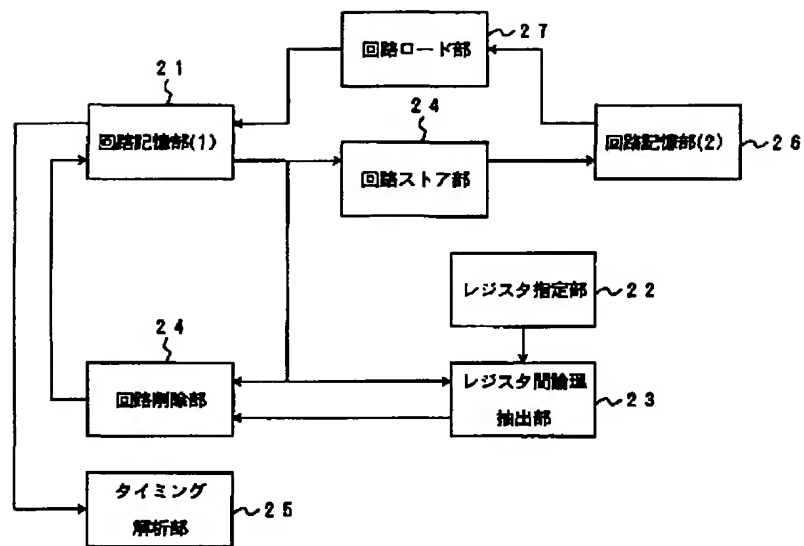 ２７
回路ロード部
２１
２４
回路記憶部(1)
回路記憶部(2)
２６
回路ストア部
レジスタ指定部
２２
２４
回路削除部
レジスタ間論理
抽出部
２３
タイミング
解析部
２５